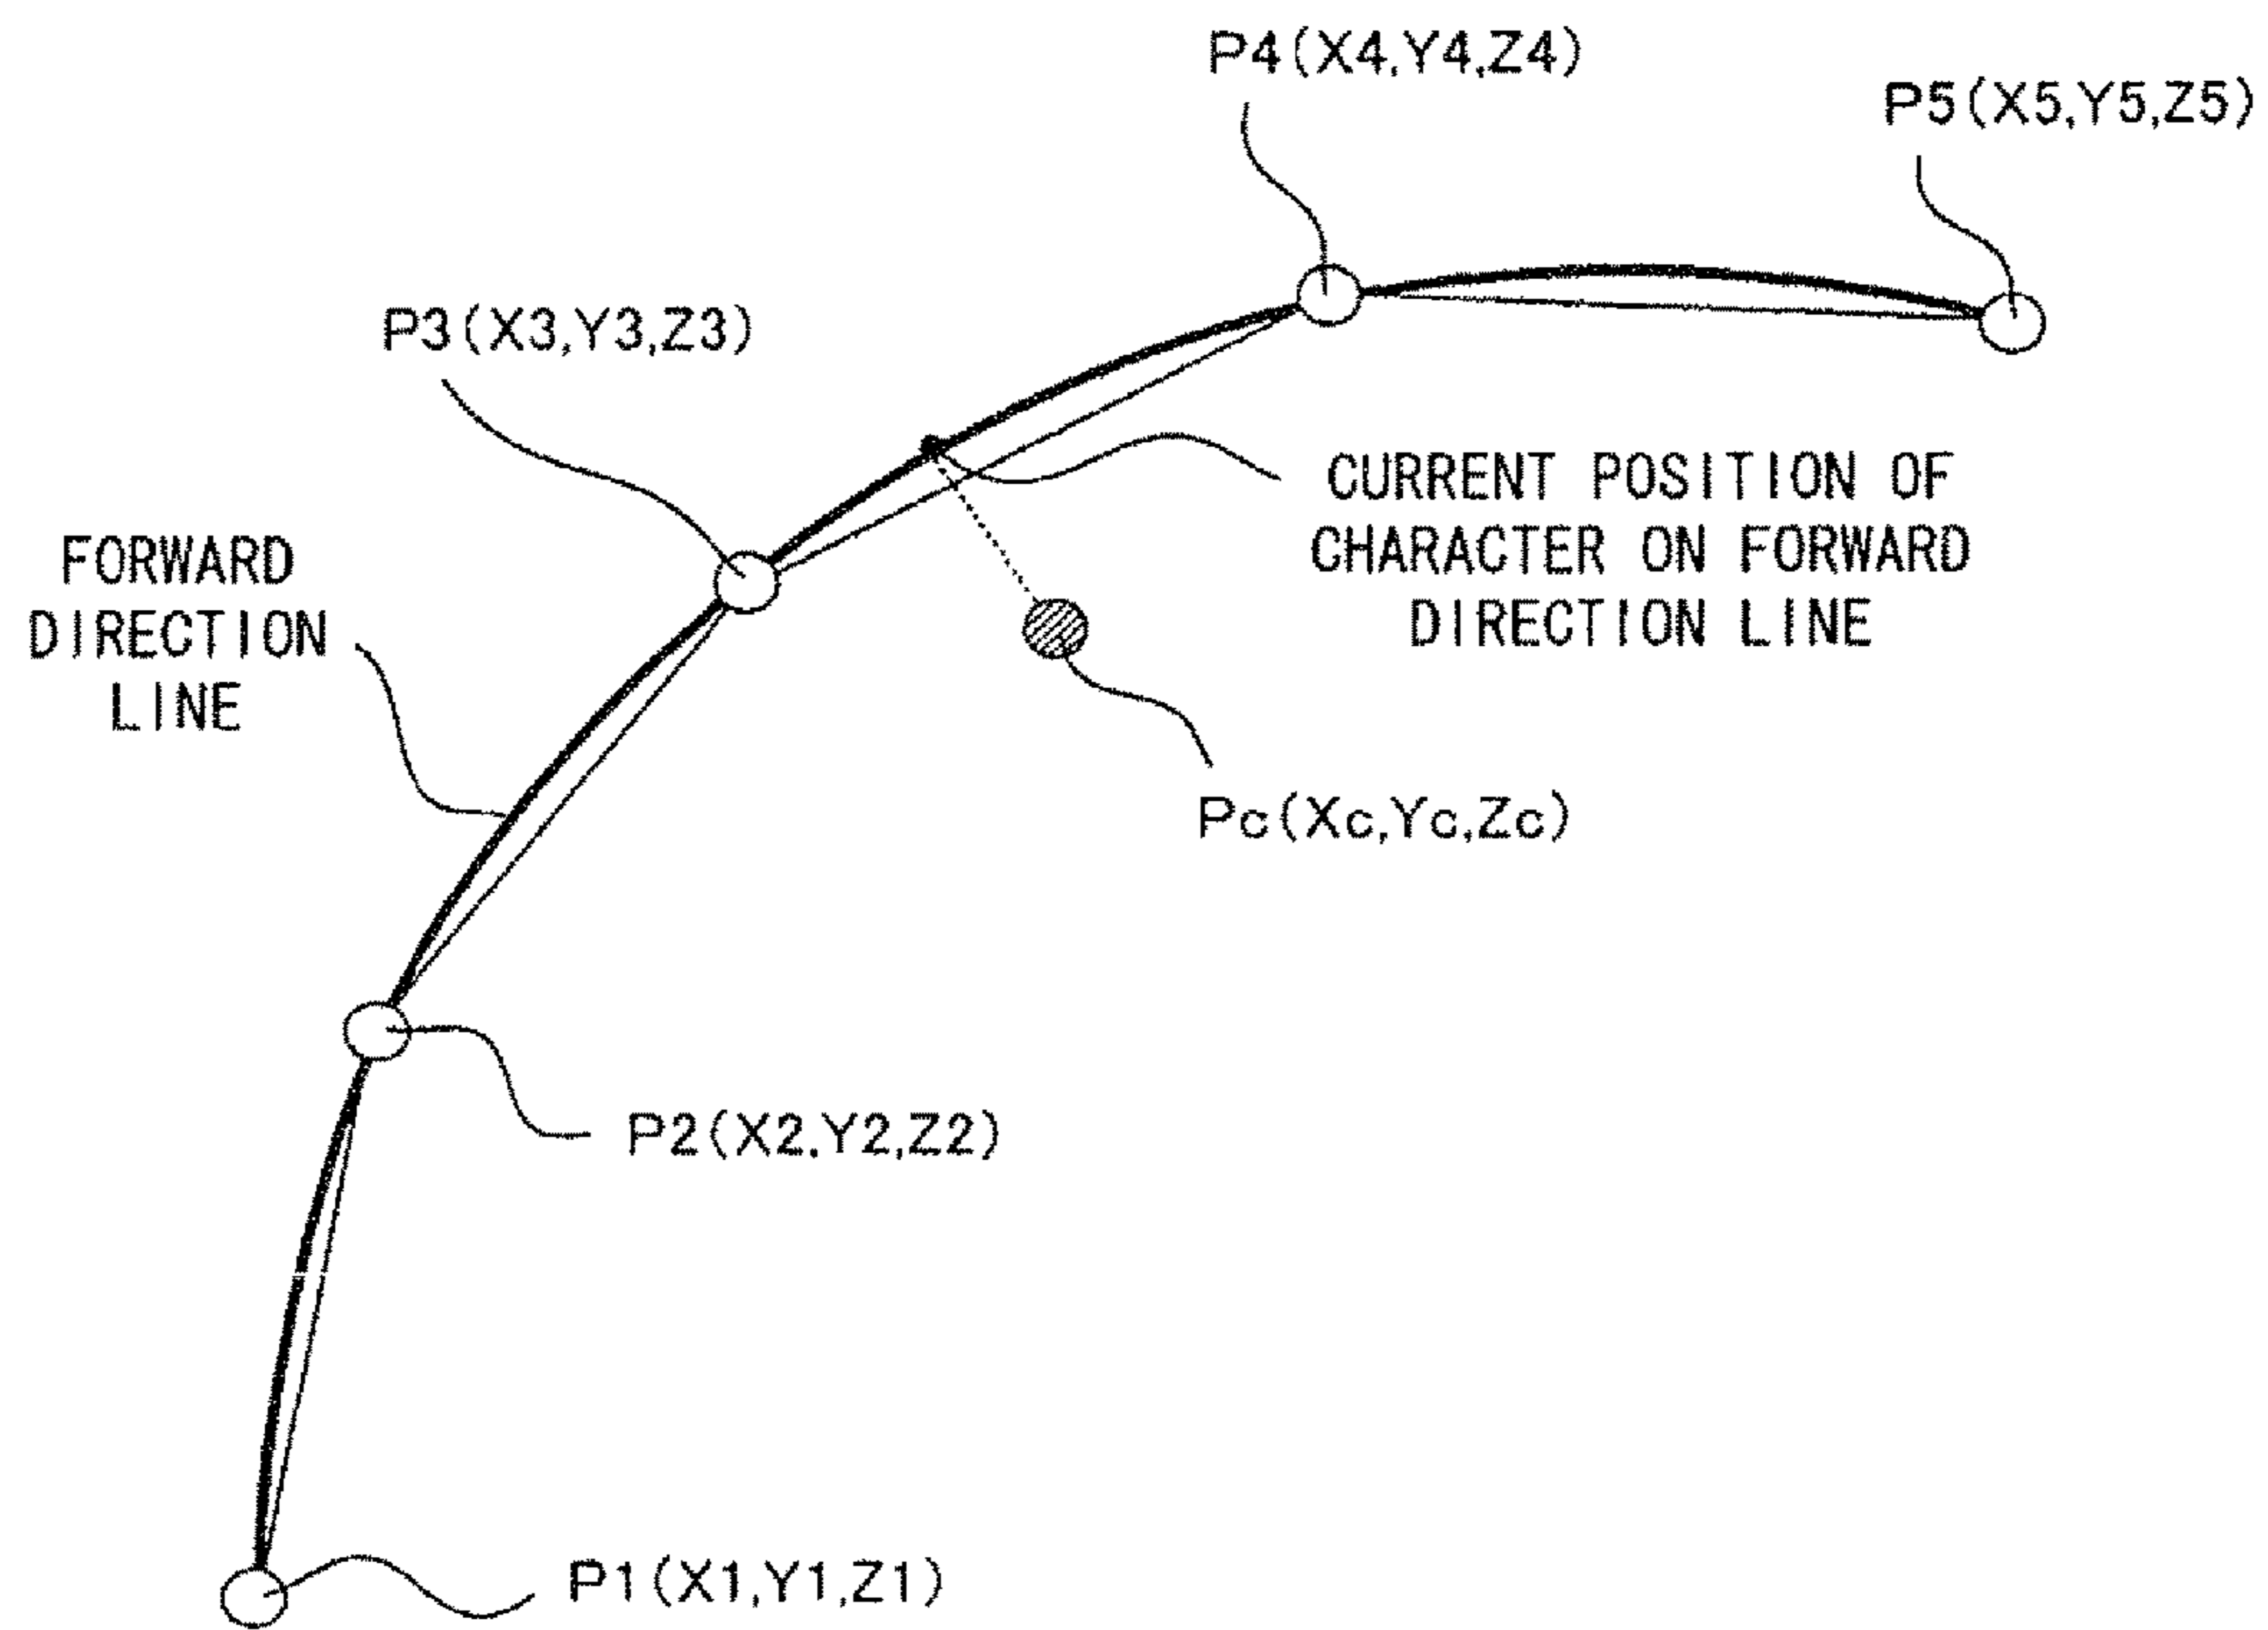 P4(X4,Y4,Z4)
P5(X5,Y5,Z5)
P3(X3,Y3,Z3)
CURRENT POSITION OF
CHARACTER ON FORWARD
DIRECTION LINE
FORWARD
DIRECTION
LINE
Pc(Xc,Yc,Zc)
P2(X2.Y2,Z2)
P1(X1,Y1,Z1)